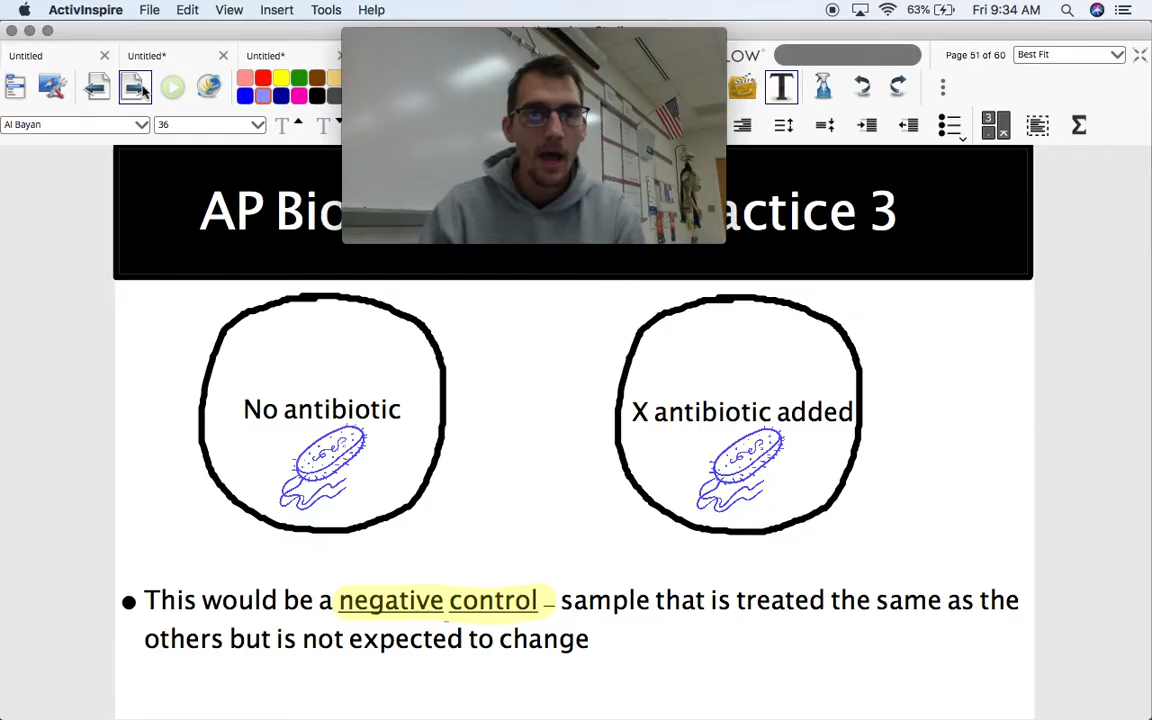 ActivInspire File Edit View Insert Tools Help 63% Fri 9:34 AM
Untitled Untitled* Untitled* LOW Page 51 of 60 Best Fit
Al Bayan 36
AP Bio actice 3
No antibiotic
X antibiotic added
This would be a negative control – sample that is treated the same as the
others but is not expected to change